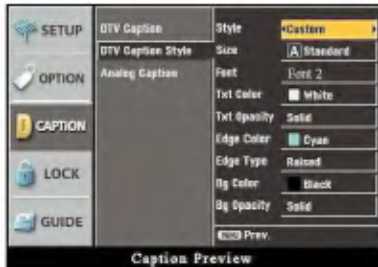 SETUP
OPTION
CAPTION
LOCK
GUIDE
DTV Caption
DTV Caption Style
Analog Caption
Style Custom
Size A Standard
Font Font 2
Txt Color White
Txt Opacity Solid
Edge Color Cyan
Edge Type Raised
Bg Color Black
Bg Opacity Solid
MENU Prev.
Caption Preview